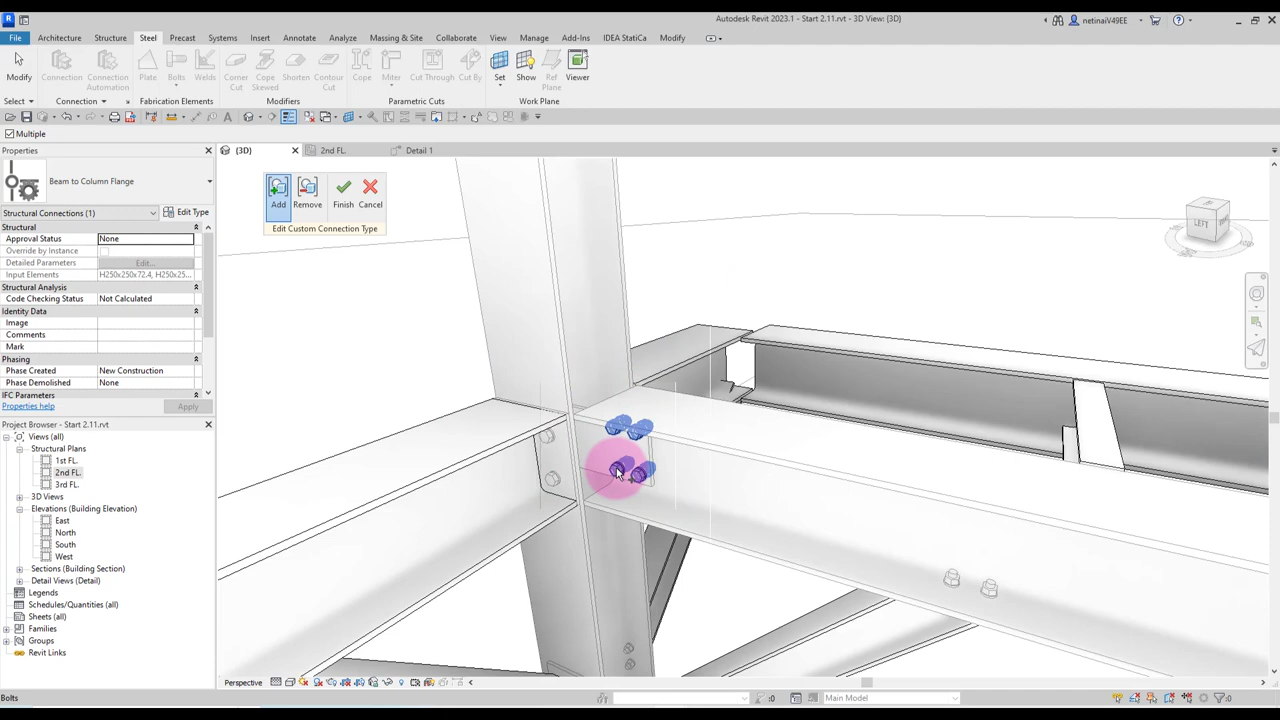 Autodesk Revit 2023.1 - Start 2.11.rvt - 3D View: {3D}
netinaiV49EE
File Architecture Structure Steel Precast Systems Insert Annotate Analyze Massing & Site Collaborate View Manage Add-Ins IDEA StatiCa Modify
Modify Connection Connection Automation Plate Bolts Welds Corner Cut Cope Skewed Shorten Contour Cut Cope Miter Cut Through Cut By Set Show Ref Plane Viewer
Select Connection Fabrication Elements Modifiers Parametric Cuts Work Plane
Multiple
Properties
{3D} 2nd FL. Detail 1
Beam to Column Flange
Add Remove Finish Cancel
Edit Custom Connection Type
Structural Connections (1) Edit Type
Structural
Approval Status None
Override by Instance
Detailed Parameters Edit...
Input Elements H250x250x72.4, H250x25...
Structural Analysis
Code Checking Status Not Calculated
Identity Data
Image
Comments
Mark
Phasing
Phase Created New Construction
Phase Demolished None
IFC Parameters
Properties help Apply
Project Browser - Start 2.11.rvt
Views (all)
Structural Plans
1st FL.
2nd FL.
3rd FL.
3D Views
Elevations (Building Elevation)
East
North
South
West
Sections (Building Section)
Detail Views (Detail)
Legends
Schedules/Quantities (all)
Sheets (all)
Families
Groups
Revit Links
LEFT
Perspective
Bolts
:0
Main Model
:0